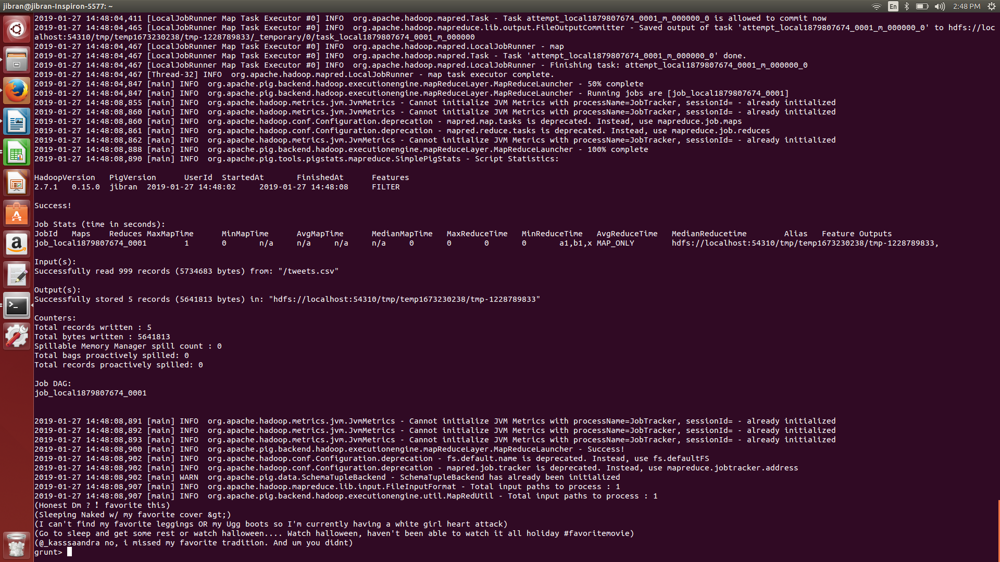 jibran@jibran-Inspiron-5577: ~
En
2:48 PM
2019-01-27 14:48:04,411 [LocalJobRunner Map Task Executor #0] INFO  org.apache.hadoop.mapred.Task - Task attempt_local1879807674_0001_m_000000_0 is allowed to commit now
2019-01-27 14:48:04,465 [LocalJobRunner Map Task Executor #0] INFO  org.apache.hadoop.mapreduce.lib.output.FileOutputCommitter - Saved output of task 'attempt_local1879807674_0001_m_000000_0' to hdfs://loc
alhost:54310/tmp/temp1673230238/tmp-1228789833/_temporary/0/task_local1879807674_0001_m_000000
2019-01-27 14:48:04,467 [LocalJobRunner Map Task Executor #0] INFO  org.apache.hadoop.mapred.LocalJobRunner - map
2019-01-27 14:48:04,467 [LocalJobRunner Map Task Executor #0] INFO  org.apache.hadoop.mapred.Task - Task 'attempt_local1879807674_0001_m_000000_0' done.
2019-01-27 14:48:04,467 [LocalJobRunner Map Task Executor #0] INFO  org.apache.hadoop.mapred.LocalJobRunner - Finishing task: attempt_local1879807674_0001_m_000000_0
2019-01-27 14:48:04,467 [Thread-32] INFO  org.apache.hadoop.mapred.LocalJobRunner - map task executor complete.
2019-01-27 14:48:04,847 [main] INFO  org.apache.pig.backend.hadoop.executionengine.mapReduceLayer.MapReduceLauncher - 50% complete
2019-01-27 14:48:04,847 [main] INFO  org.apache.pig.backend.hadoop.executionengine.mapReduceLayer.MapReduceLauncher - Running jobs are [job_local1879807674_0001]
2019-01-27 14:48:08,855 [main] INFO  org.apache.hadoop.metrics.jvm.JvmMetrics - Cannot initialize JVM Metrics with processName=JobTracker, sessionId= - already initialized
2019-01-27 14:48:08,860 [main] INFO  org.apache.hadoop.metrics.jvm.JvmMetrics - Cannot initialize JVM Metrics with processName=JobTracker, sessionId= - already initialized
2019-01-27 14:48:08,860 [main] INFO  org.apache.hadoop.conf.Configuration.deprecation - mapred.map.tasks is deprecated. Instead, use mapreduce.job.maps
2019-01-27 14:48:08,861 [main] INFO  org.apache.hadoop.conf.Configuration.deprecation - mapred.reduce.tasks is deprecated. Instead, use mapreduce.job.reduces
2019-01-27 14:48:08,862 [main] INFO  org.apache.hadoop.metrics.jvm.JvmMetrics - Cannot initialize JVM Metrics with processName=JobTracker, sessionId= - already initialized
2019-01-27 14:48:08,888 [main] INFO  org.apache.pig.backend.hadoop.executionengine.mapReduceLayer.MapReduceLauncher - 100% complete
2019-01-27 14:48:08,890 [main] INFO  org.apache.pig.tools.pigstats.mapreduce.SimplePigStats - Script Statistics:
HadoopVersion   PigVersion      UserId  StartedAt       FinishedAt      Features
2.7.1   0.15.0  jibran  2019-01-27 14:48:02     2019-01-27 14:48:08     FILTER
Success!
Job Stats (time in seconds):
JobId   Maps    Reduces MaxMapTime      MinMapTime      AvgMapTime      MedianMapTime   MaxReduceTime   MinReduceTime   AvgReduceTime   MedianReducetime        Alias   Feature Outputs
job_local1879807674_0001        1       0       n/a     n/a     n/a     n/a     0       0       0       0       a1,b1,x MAP_ONLY        hdfs://localhost:54310/tmp/temp1673230238/tmp-1228789833,
Input(s):
Successfully read 999 records (5734683 bytes) from: "/tweets.csv"
Output(s):
Successfully stored 5 records (5641813 bytes) in: "hdfs://localhost:54310/tmp/temp1673230238/tmp-1228789833"
Counters:
Total records written : 5
Total bytes written : 5641813
Spillable Memory Manager spill count : 0
Total bags proactively spilled: 0
Total records proactively spilled: 0
Job DAG:
job_local1879807674_0001
2019-01-27 14:48:08,891 [main] INFO  org.apache.hadoop.metrics.jvm.JvmMetrics - Cannot initialize JVM Metrics with processName=JobTracker, sessionId= - already initialized
2019-01-27 14:48:08,892 [main] INFO  org.apache.hadoop.metrics.jvm.JvmMetrics - Cannot initialize JVM Metrics with processName=JobTracker, sessionId= - already initialized
2019-01-27 14:48:08,893 [main] INFO  org.apache.hadoop.metrics.jvm.JvmMetrics - Cannot initialize JVM Metrics with processName=JobTracker, sessionId= - already initialized
2019-01-27 14:48:08,900 [main] INFO  org.apache.pig.backend.hadoop.executionengine.mapReduceLayer.MapReduceLauncher - Success!
2019-01-27 14:48:08,902 [main] INFO  org.apache.hadoop.conf.Configuration.deprecation - fs.default.name is deprecated. Instead, use fs.defaultFS
2019-01-27 14:48:08,902 [main] INFO  org.apache.hadoop.conf.Configuration.deprecation - mapred.job.tracker is deprecated. Instead, use mapreduce.jobtracker.address
2019-01-27 14:48:08,902 [main] WARN  org.apache.pig.data.SchemaTupleBackend - SchemaTupleBackend has already been initialized
2019-01-27 14:48:08,907 [main] INFO  org.apache.hadoop.mapreduce.lib.input.FileInputFormat - Total input paths to process : 1
2019-01-27 14:48:08,907 [main] INFO  org.apache.pig.backend.hadoop.executionengine.util.MapRedUtil - Total input paths to process : 1
(Honest Dm ? ! favorite this)
(Sleeping Naked w/ my favorite cover &gt;)
(I can't find my favorite leggings OR my Ugg boots so I'm currently having a white girl heart attack)
(Go to sleep and get some rest or watch halloween.... Watch halloween, haven't been able to watch it all holiday #favoritemovie)
(@_kasssaandra no, i missed my favorite tradition. And um you didnt)
grunt>